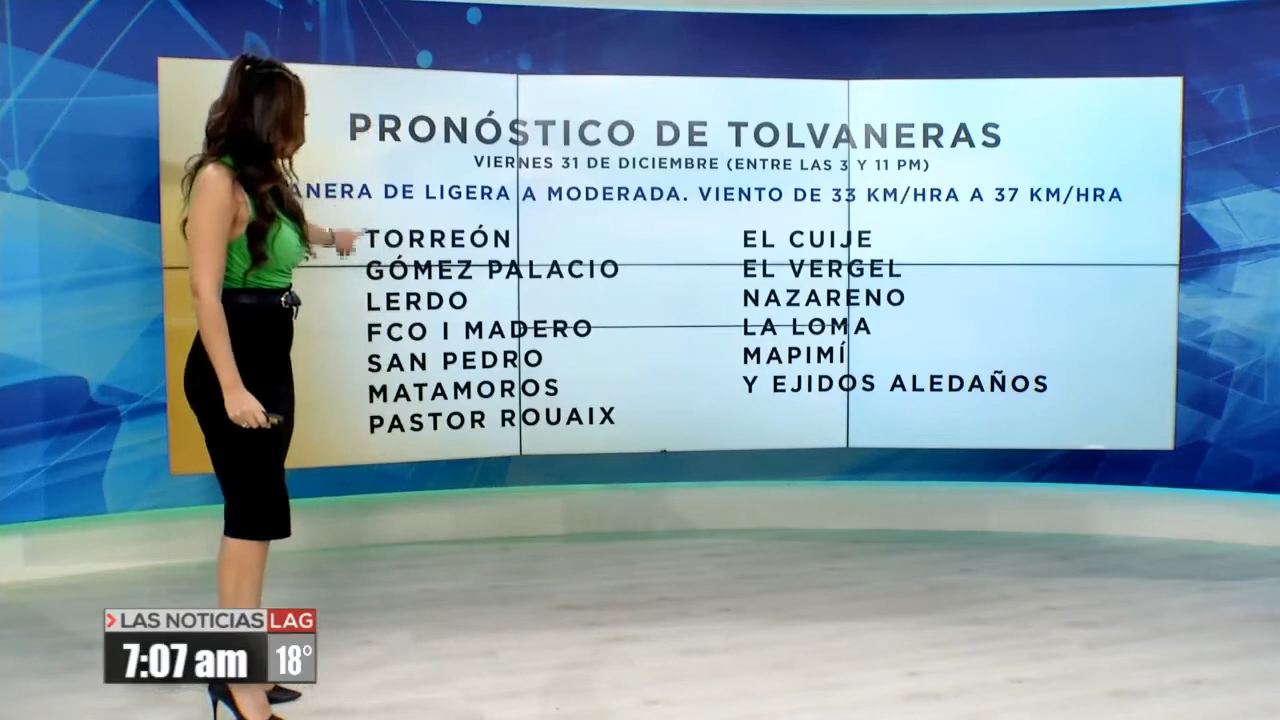 PRONÓSTICO DE TOLVANERAS
VIERNES 31 DE DICIEMBRE (ENTRE LAS 3 Y 11 PM)
DE LIGERA A MODERADA. VIENTO DE 33 KM/HRA A 37 KM/HRA
TORREÓN
GÓMEZ PALACIO
LERDO
FCO I MADERO
SAN PEDRO
MATAMOROS
PASTOR ROUAIX
EL CUIJE
EL VERGEL
NAZARENO
LA LOMA
MAPIMÍ
Y EJIDOS ALEDAÑOS
LAS NOTICIAS LAG
7:07 am 18°